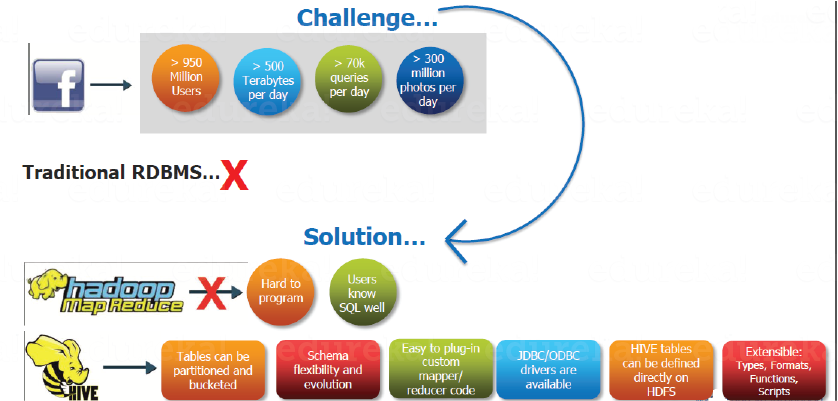 Challenge...
f
> 950
Million
Users
> 500
Terabytes
per day
> 70k
queries
per day
> 300
million
photos per
day
Traditional RDBMS...X
Solution...
hadoop
Map Reduce
X
Hard to
program
Users
know
SQL well
HIVE
Tables can be
partitioned and
bucketed
Schema
flexibility and
evolution
Easy to plug-in
custom
mapper/
reducer code
JDBC/ODBC
drivers are
available
HIVE tables
can be defined
directly on
HDFS
Extensible:
Types, Formats,
Functions,
Scripts